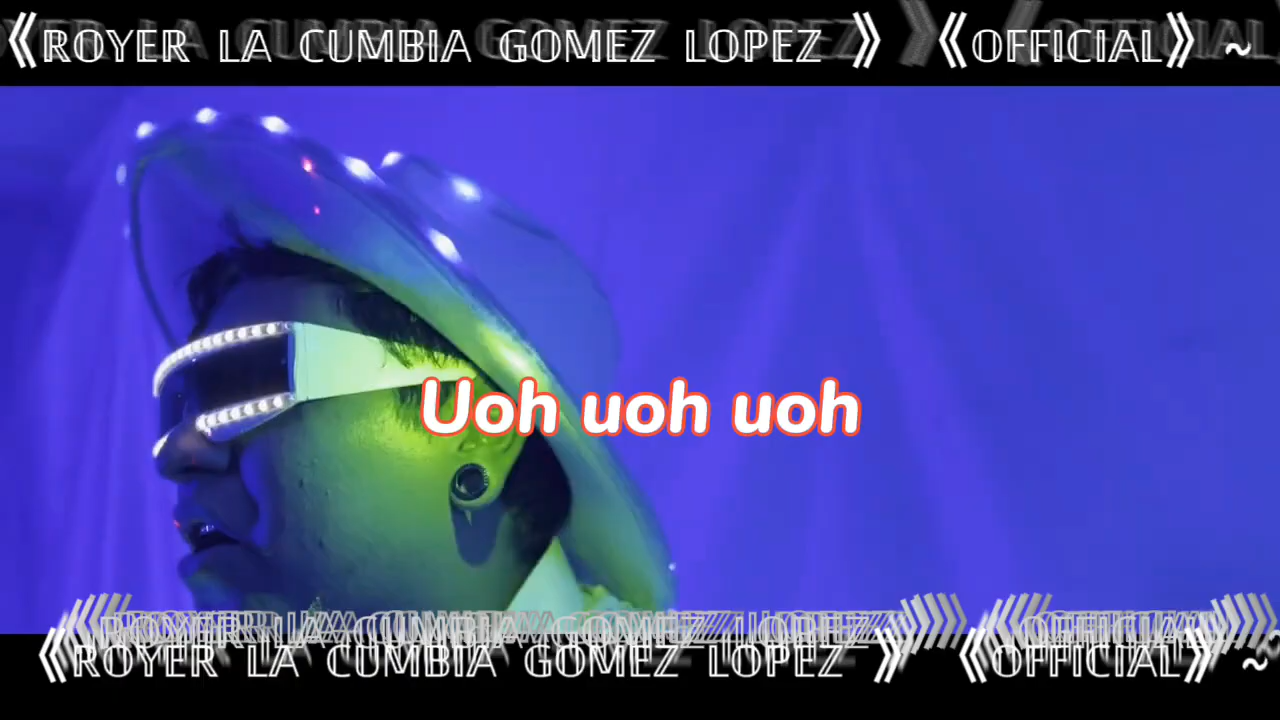 《ROYER LA CUMBIA GOMEZ LOPEZ 》 《OFFICIAL》 ~
Uoh uoh uoh
《ROYER LA CUMBIA GOMEZ LOPEZ 》 《OFFICIAL》 ~